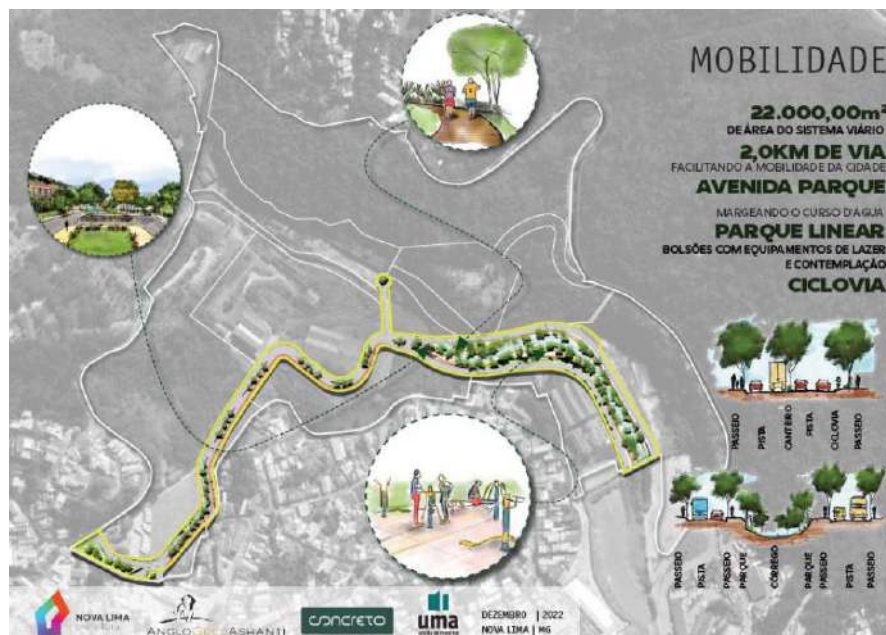 MOBILIDADE
22.000,00m²
DE ÁREA DO SISTEMA VIÁRIO
2,0KM DE VIA
FACILITANDO A MOBILIDADE DA CIDADE
AVENIDA PARQUE
MARGEANDO O CURSO D'ÁGUA
PARQUE LINEAR
BOLSÕES COM EQUIPAMENTOS DE LAZER
E CONTEMPLAÇÃO
CICLOVIA
PASSEIO
PISTA
CANTEIRO
PISTA
CICLOVIA
PASSEIO
PASSEIO
PISTA
PASSEIO
PARQUE
CÓRREGO
PARQUE
PASSEIO
PISTA
PASSEIO
NOVA LIMA
ANGLOGOLDASHANTI
CONCRETO
uma
DEZEMBRO | 2022
NOVA LIMA | MG